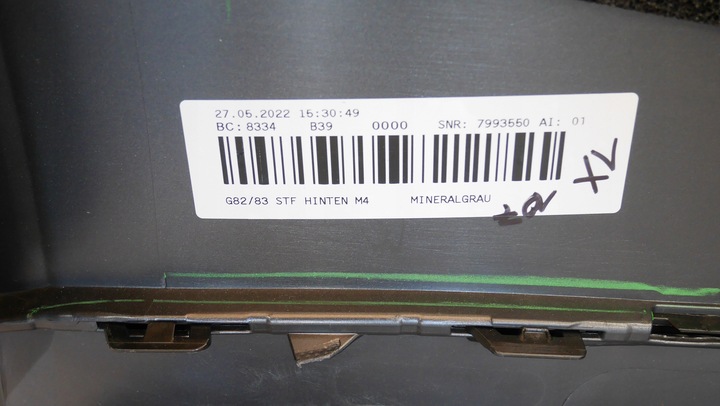 27.05.2022 15:30:49
BC: 8334 B39 0000 SNR: 7993550 AI: 01
G82/83 STF HINTEN M4 MINERALGRAU